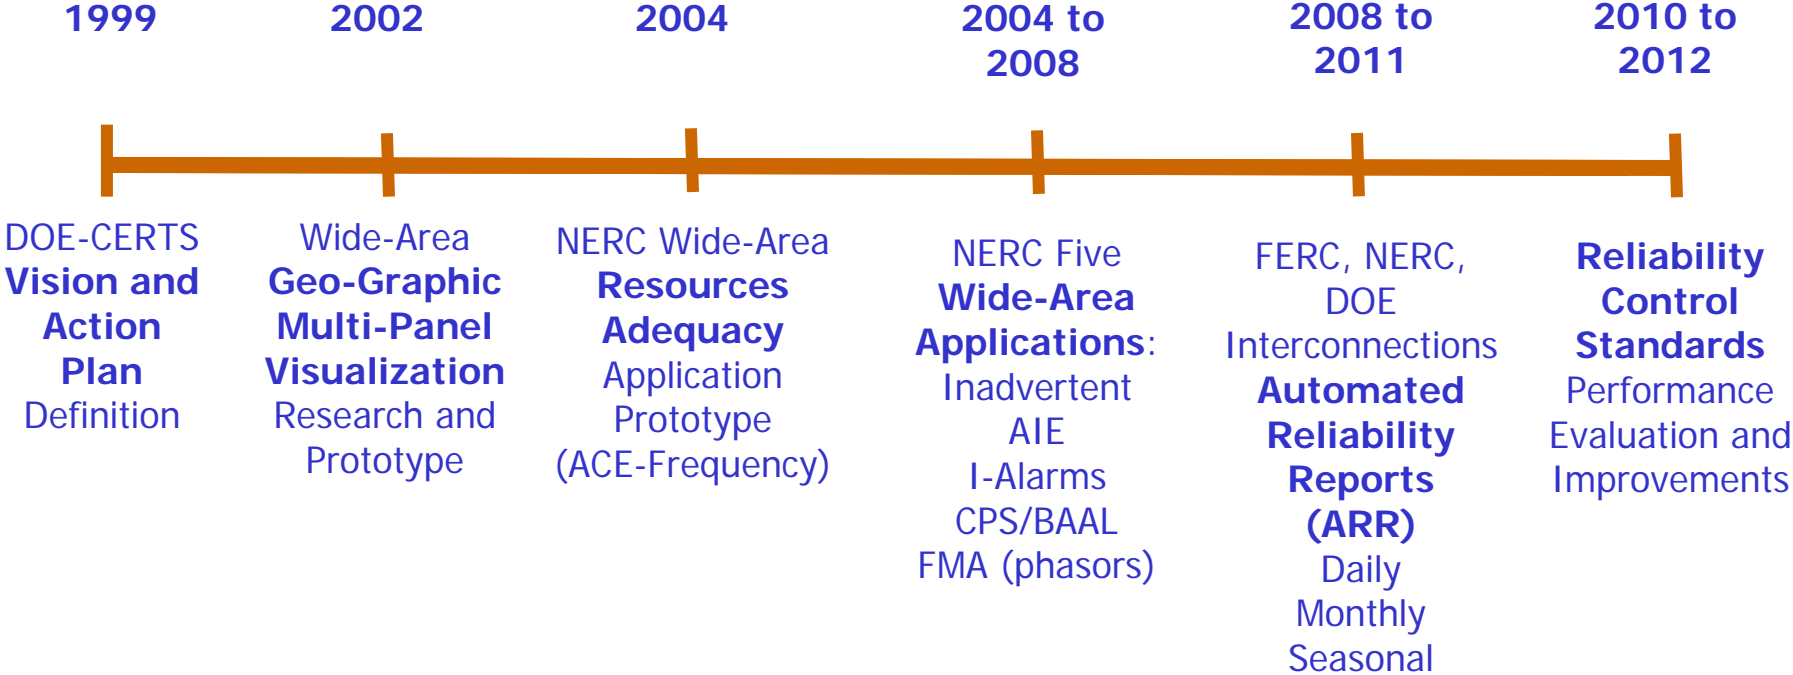 1999
2002
2004
2004 to
2008
2008 to
2011
2010 to
2012
DOE-CERTS
Vision and
Action
Plan
Definition
Wide-Area
Geo-Graphic
Multi-Panel
Visualization
Research and
Prototype
NERC Wide-Area
Resources
Adequacy
Application
Prototype
(ACE-Frequency)
NERC Five
Wide-Area
Applications:
Inadvertent
AIE
I-Alarms
CPS/BAAL
FMA (phasors)
FERC, NERC,
DOE
Interconnections
Automated
Reliability
Reports
(ARR)
Daily
Monthly
Seasonal
Reliability
Control
Standards
Performance
Evaluation and
Improvements